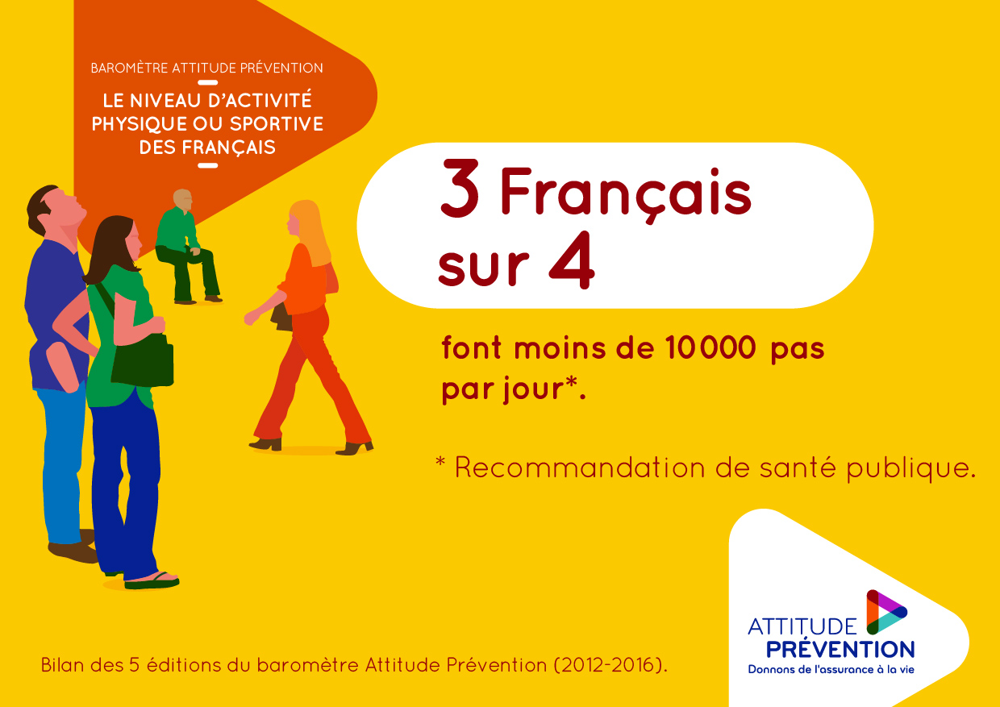 BAROMÈTRE ATTITUDE PRÉVENTION
LE NIVEAU D'ACTIVITÉ
PHYSIQUE OU SPORTIVE
DES FRANÇAIS
3 Français
sur 4
font moins de 10 000 pas
par jour*.
* Recommandation de santé publique.
ATTITUDE
PRÉVENTION
Donnons de l'assurance à la vie
Bilan des 5 éditions du baromètre Attitude Prévention (2012-2016).